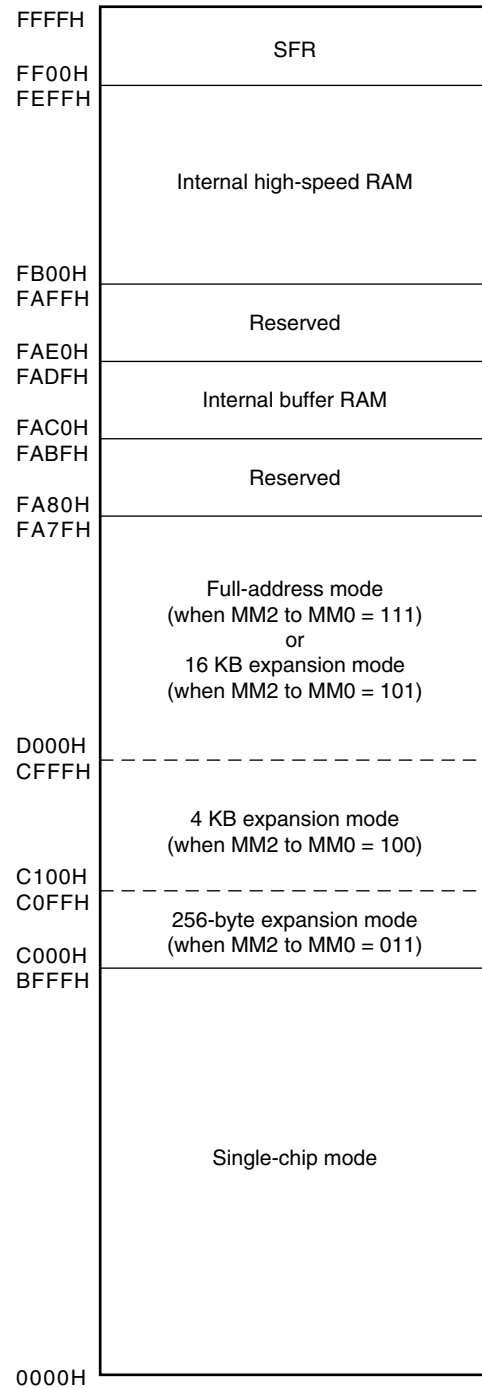 FFFFH
SFR
FF00H
FEFFH
Internal high-speed RAM
FB00H
FAFFH
Reserved
FAE0H
FADFH
Internal buffer RAM
FAC0H
FABFH
Reserved
FA80H
FA7FH
Full-address mode
(when MM2 to MM0 = 111)
or
16 KB expansion mode
(when MM2 to MM0 = 101)
D000H
CFFFH
4 KB expansion mode
(when MM2 to MM0 = 100)
C100H
C0FFH
256-byte expansion mode
(when MM2 to MM0 = 011)
C000H
BFFFH
Single-chip mode
0000H